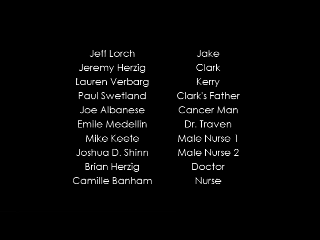 Jeff Lorch Jake
Jeremy Herzig Clark
Lauren Verbarg Kerry
Paul Swetland Clark's Father
Joe Albanese Cancer Man
Emile Medellin Dr. Traven
Mike Keete Male Nurse 1
Joshua D. Shinn Male Nurse 2
Brian Herzig Doctor
Camille Banham Nurse